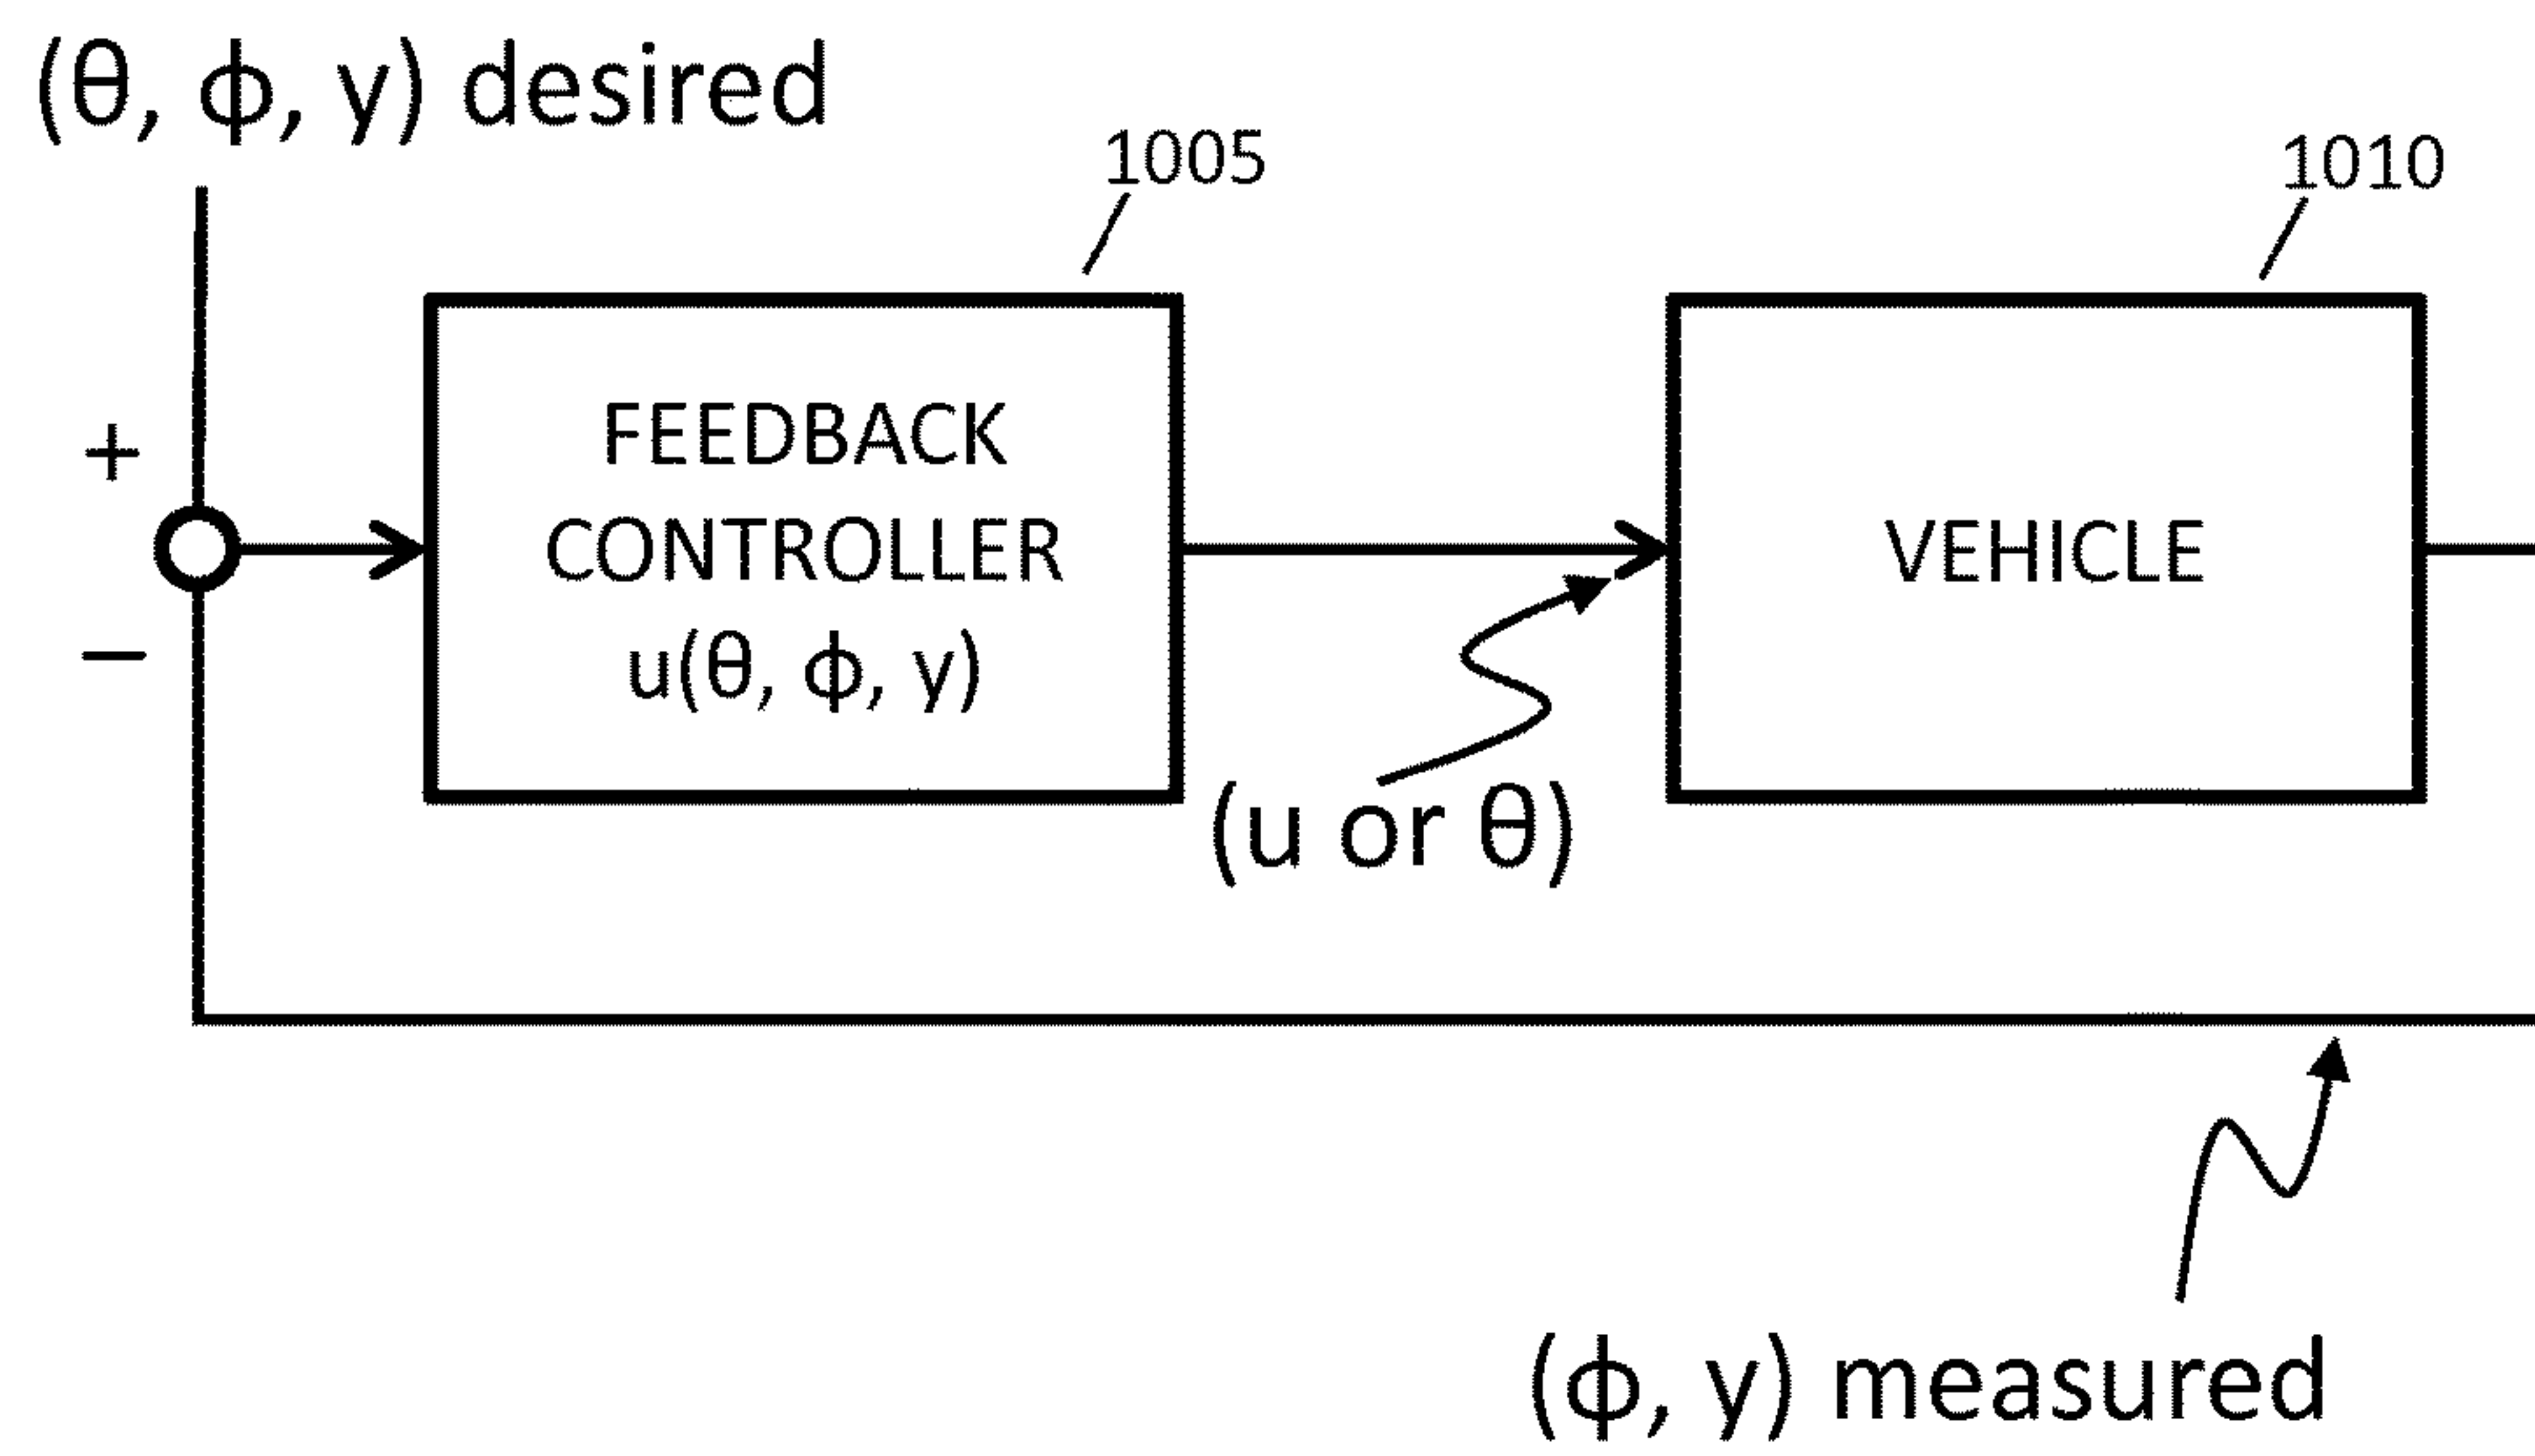 (θ, ϕ, y) desired
1005
1010
+
FEEDBACK
CONTROLLER
u(θ, ϕ, y)
VEHICLE
−
(u or θ)
(ϕ, y) measured